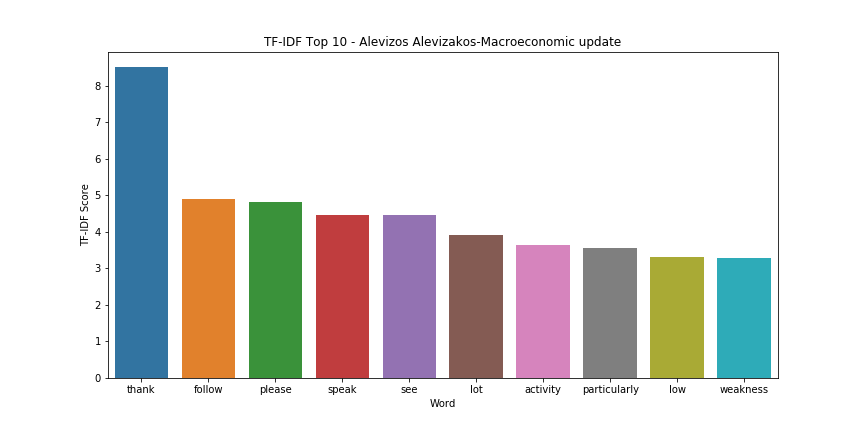 TF-IDF Top 10 - Alevizos Alevizakos-Macroeconomic update
TF-IDF Score
8
7
6
5
4
3
2
1
0
thank follow please speak see lot activity particularly low weakness
Word